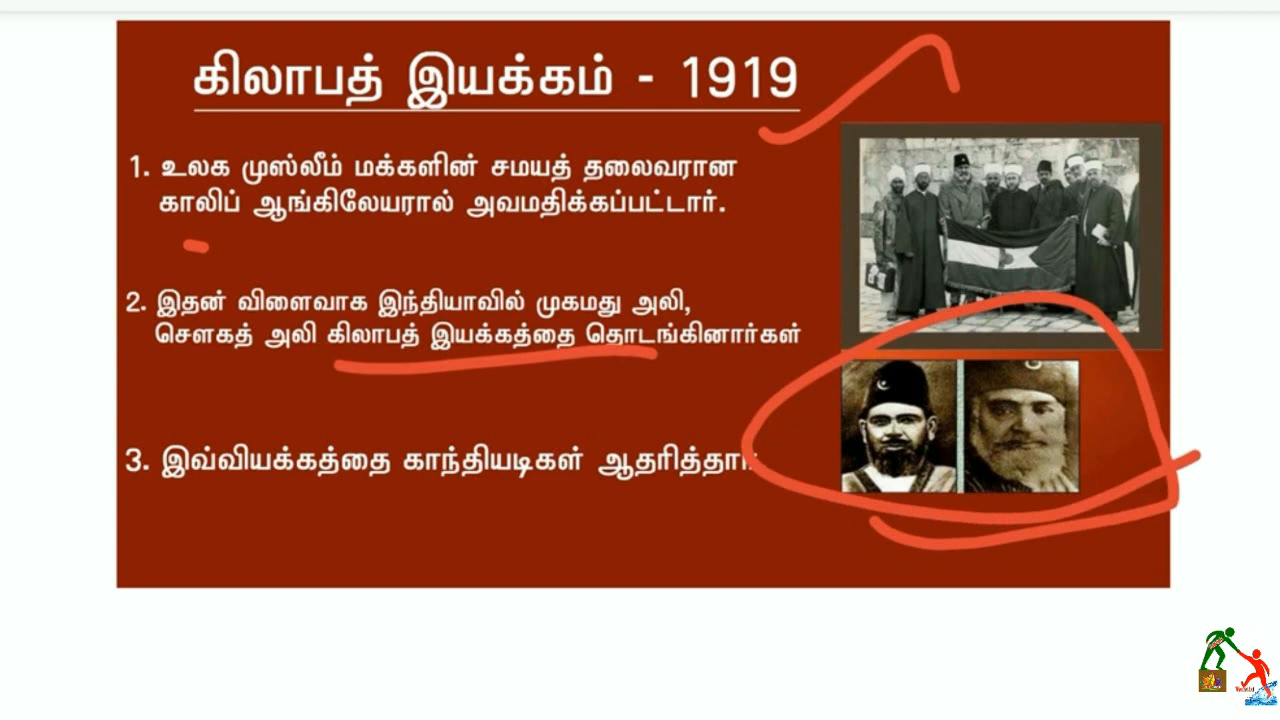 கிலாபத் இயக்கம் - 1919
1. உலக முஸ்லீம் மக்களின் சமயத் தலைவரான
காலிப் ஆங்கிலேயரால் அவமதிக்கப்பட்டார்.
2. இதன் விளைவாக இந்தியாவில் முகமது அலி,
சௌகத் அலி கிலாபத் இயக்கத்தை தொடங்கினார்கள்
3. இவ்வியக்கத்தை காந்தியடிகள் ஆதரித்தார்